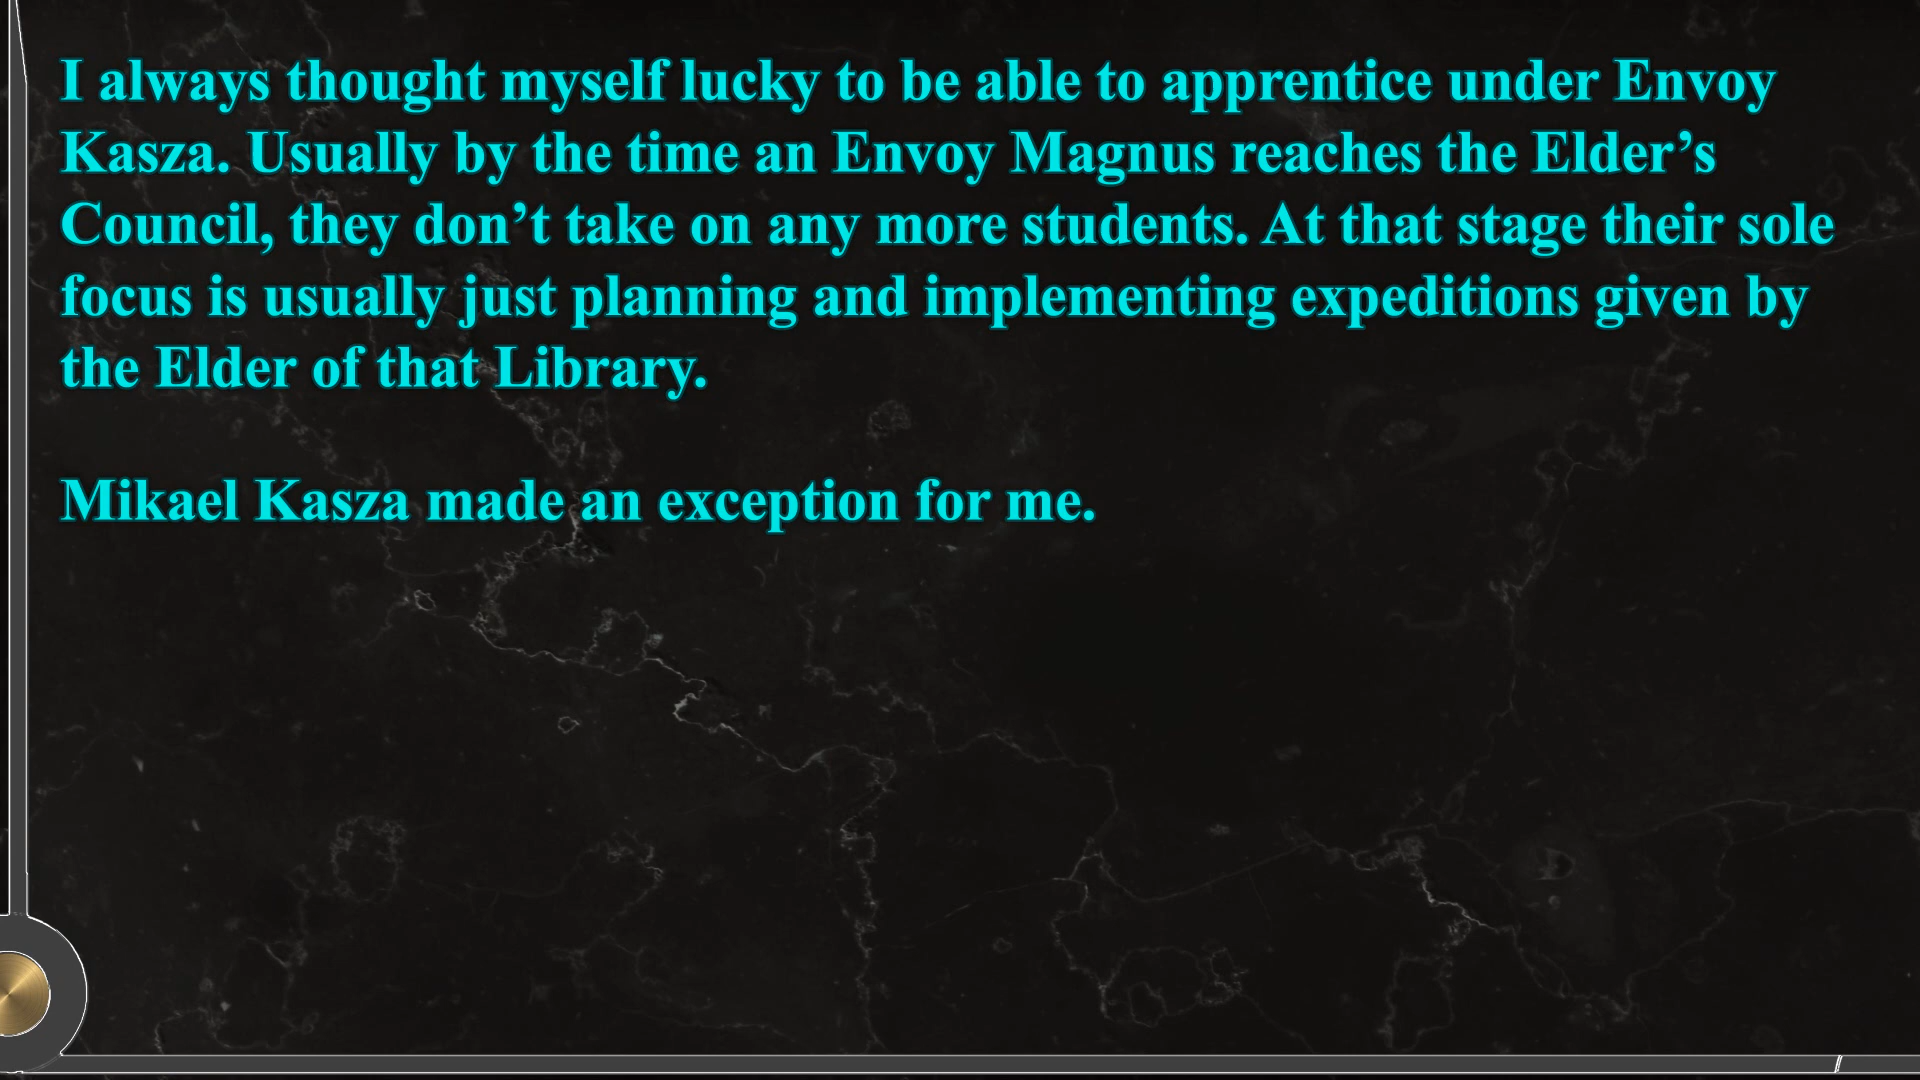 I always thought myself lucky to be able to apprentice under Envoy
Kasza. Usually by the time an Envoy Magnus reaches the Elder’s
Council, they don’t take on any more students. At that stage their sole
focus is usually just planning and implementing expeditions given by
the Elder of that Library.
Mikael Kasza made an exception for me.